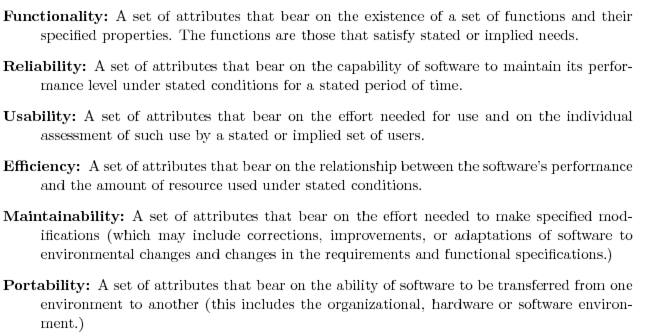 Functionality: A set of attributes that bear on the existence of a set of functions and their
specified properties. The functions are those that satisfy stated or implied needs.
Reliability: A set of attributes that bear on the capability of software to maintain its perfor-
mance level under stated conditions for a stated period of time.
Usability: A set of attributes that bear on the effort needed for use and on the individual
assessment of such use by a stated or implied set of users.
Efficiency: A set of attributes that bear on the relationship between the software's performance
and the amount of resource used under stated conditions.
Maintainability: A set of attributes that bear on the effort needed to make specified mod-
ifications (which may include corrections, improvements, or adaptations of software to
environmental changes and changes in the requirements and functional specifications.)
Portability: A set of attributes that bear on the ability of software to be transferred from one
environment to another (this includes the organizational, hardware or software environ-
ment.)